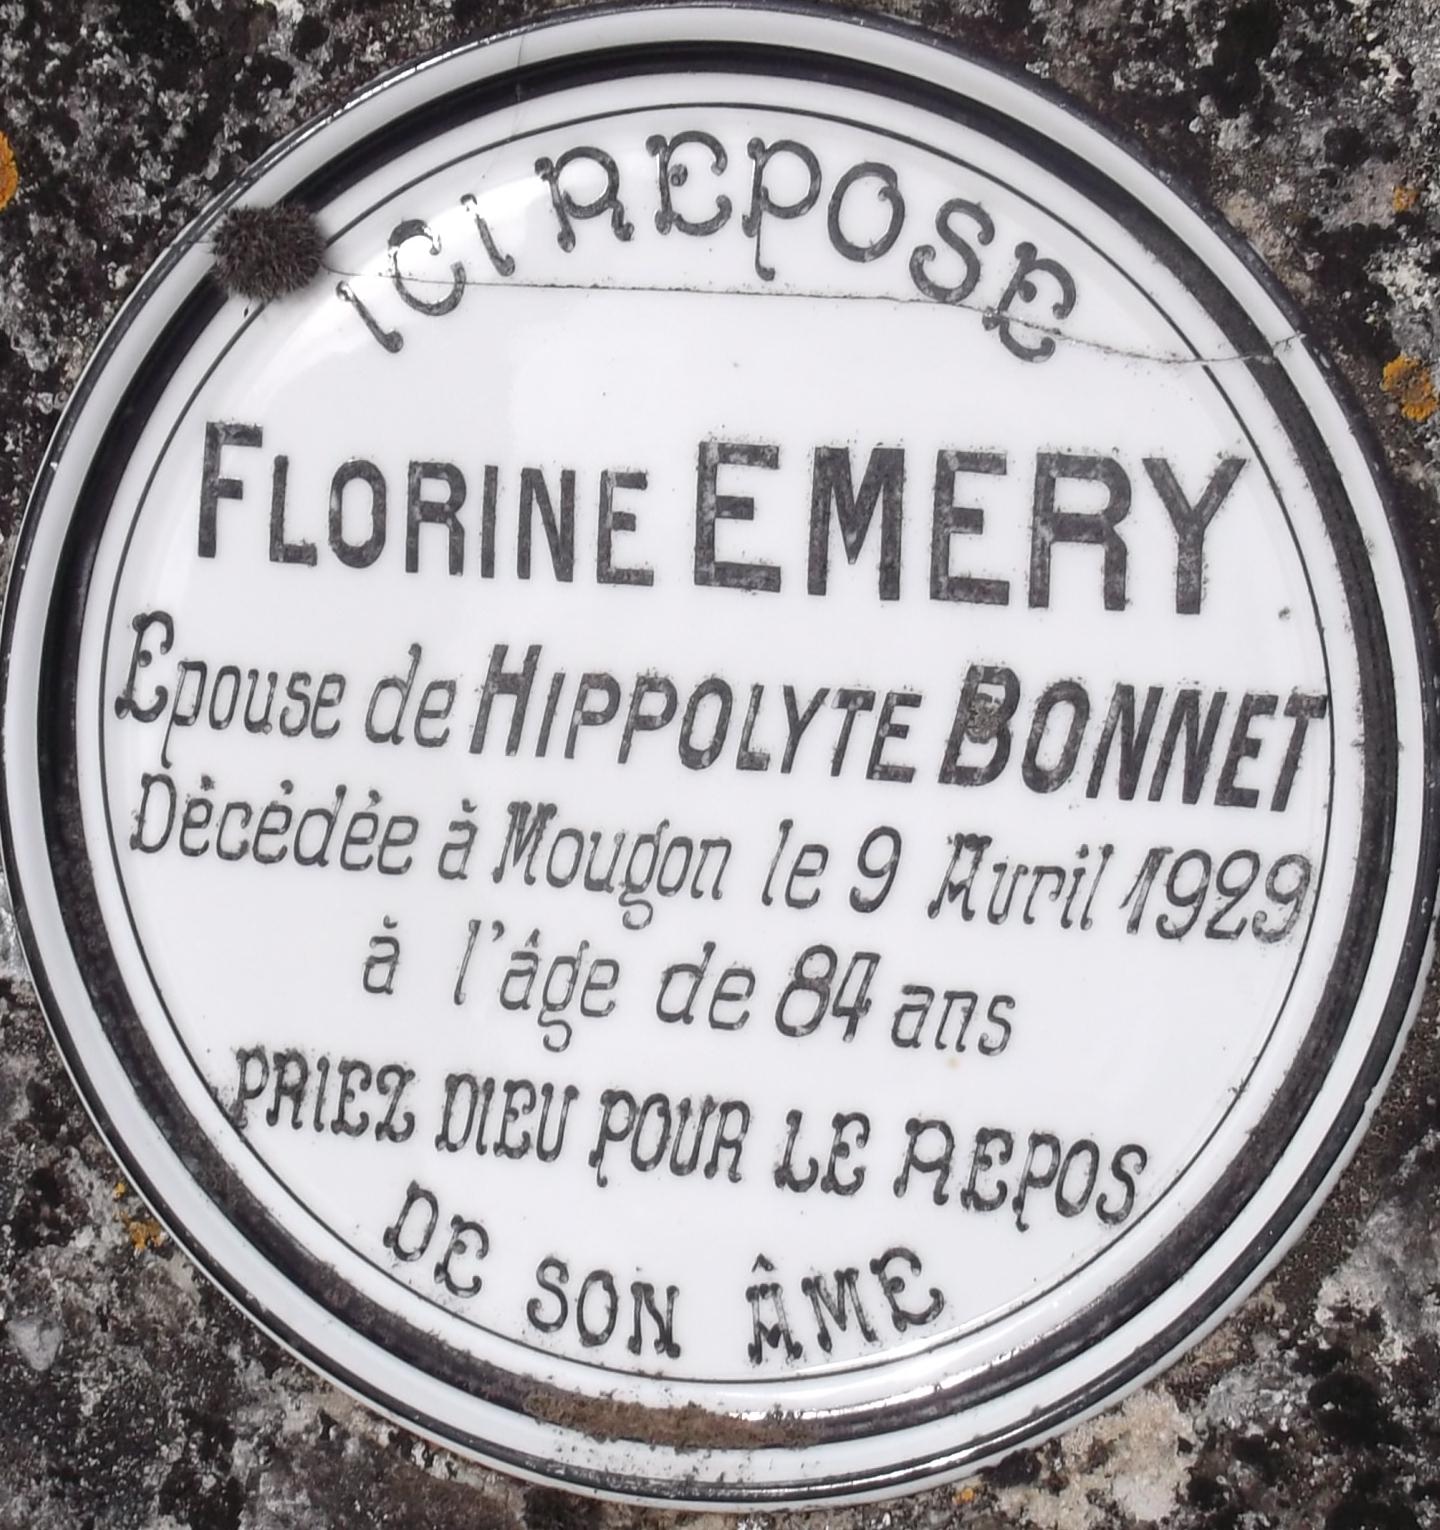 ICI REPOSE
FLORINE EMERY
Epouse de HIPPOLYTE BONNET
Décédée à Mougon le 9 Avril 1929
à l'âge de 84 ans
PRIEZ DIEU POUR LE REPOS
DE SON ÂME